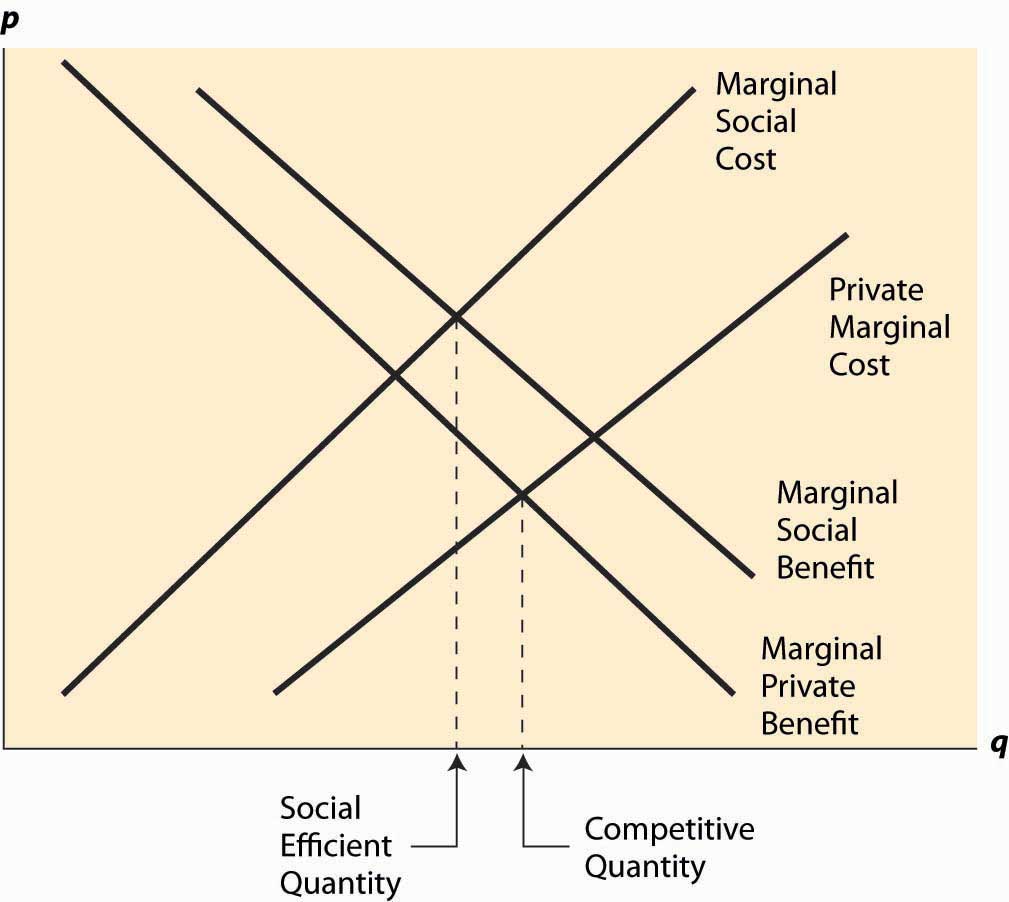 p
Marginal
Social
Cost
Private
Marginal
Cost
Marginal
Social
Benefit
Marginal
Private
Benefit
q
Social
Efficient
Quantity
Competitive
Quantity